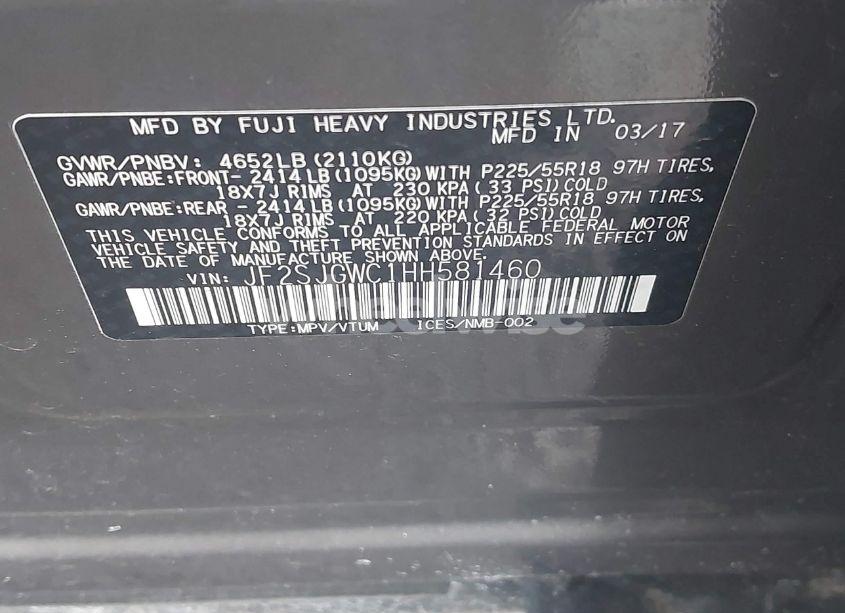 MFD BY FUJI HEAVY INDUSTRIES LTD.
MFD IN 03/17
GVWR/PNBV: 4652LB(2110KG)
GAWR/PNBE:FRONT- 2414LB(1095KG)WITH P225/55R18 97H TIRES,
18X7J RIMS AT 230 KPA(33 PSI)COLD
GAWR/PNBE:REAR - 2414LB(1095KG)WITH P225/55R18 97H TIRES,
18X7J RIMS AT 220 KPA(32 PSI)COLD
THIS VEHICLE CONFORMS TO ALL APPLICABLE FEDERAL MOTOR
VEHICLE SAFETY AND THEFT PREVENTION STANDARDS IN EFFECT ON
THE DATE OF MANUFACTURE SHOWN ABOVE.
VIN: JF2SJGWC1HH581460
TYPE:MPV/VTUM ICES/NMB-002